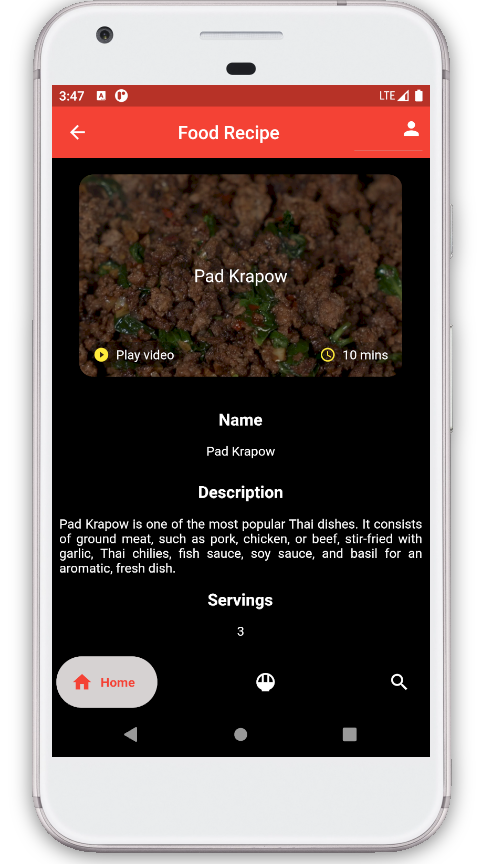 3:47
LTE
Food Recipe
Pad Krapow
Play video
10 mins
Name
Pad Krapow
Description
Pad Krapow is one of the most popular Thai dishes. It consists
of ground meat, such as pork, chicken, or beef, stir-fried with
garlic, Thai chilies, fish sauce, soy sauce, and basil for an
aromatic, fresh dish.
Servings
3
Home